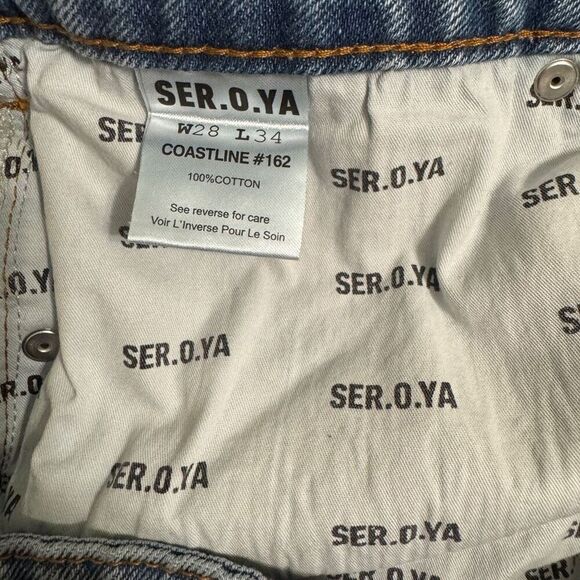 SER.O.YA
W28 L34
COASTLINE #162
100%COTTON
See reverse for care
Voir L'Inverse Pour Le Soin
SER.O.YA
SER
SER.O.YA
SER.O.YA
SER.O.YA
SER.O.YA
SER.O.YA